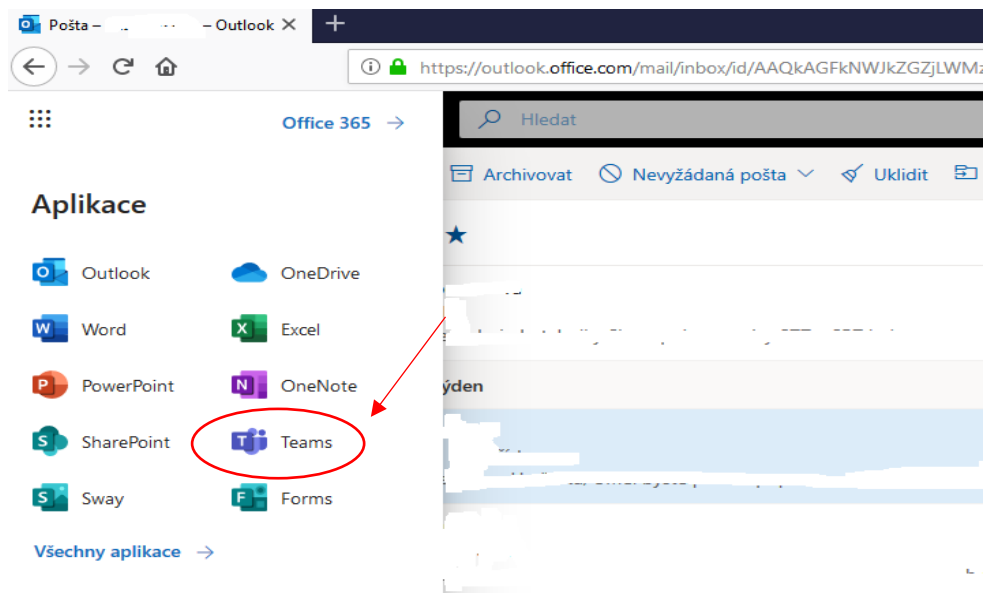 Pošta – – Outlook
https://outlook.office.com/mail/inbox/id/AAQkAGFkNWJkZGZjLWMz
Office 365
Hledat
Archivovat Nevyžádaná pošta Uklidit
Aplikace
Outlook OneDrive
Word Excel
PowerPoint OneNote
ýden
SharePoint Teams
Sway Forms
Všechny aplikace